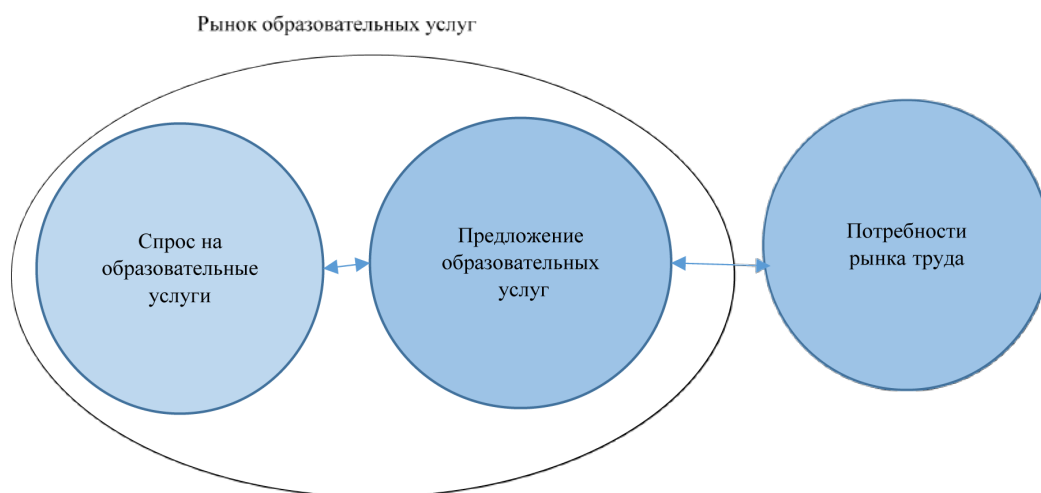 Рынок образовательных услуг
Спрос на
образовательные
услуги
Предложение
образовательных
услуг
Потребности
рынка труда